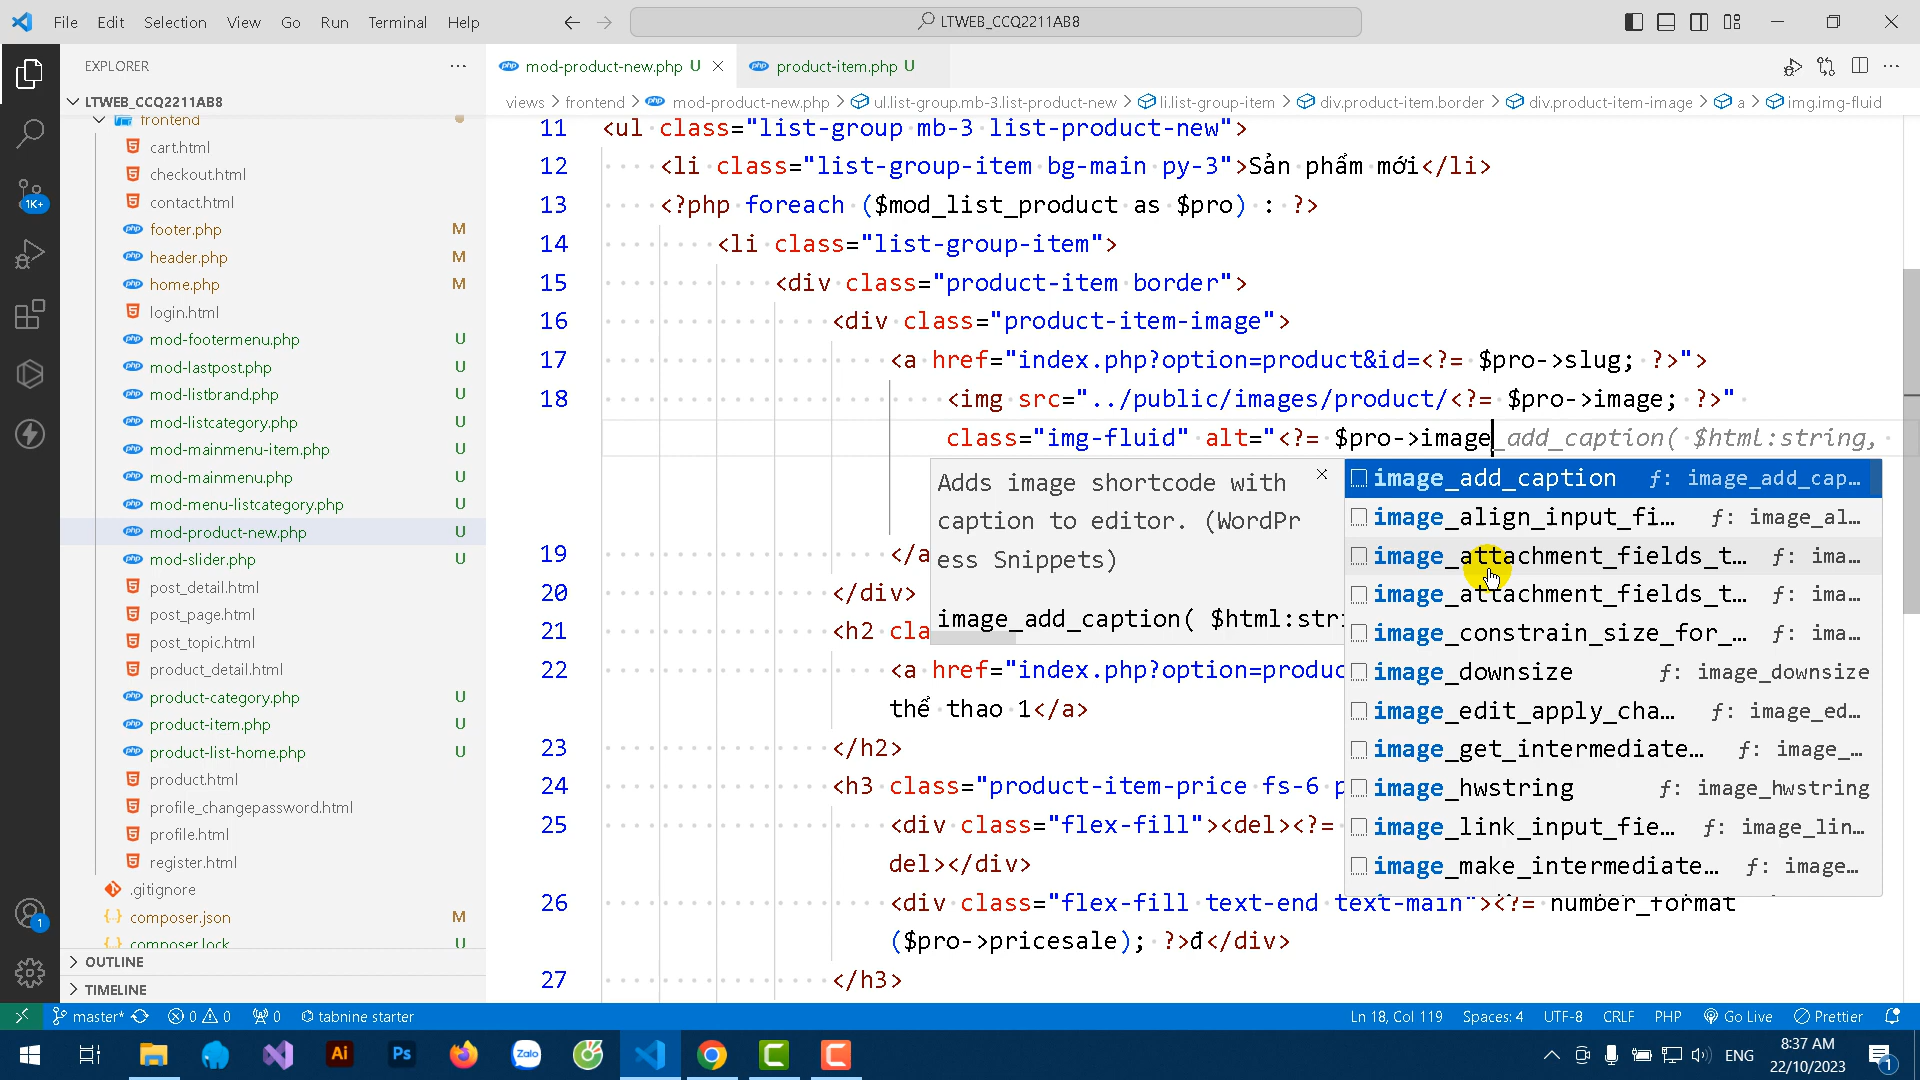 File Edit Selection View Go Run Terminal Help
LTWEB_CCQ2211AB8
EXPLORER
mod-product-new.php U
product-item.php U
LTWEB_CCQ2211AB8
views > frontend > mod-product-new.php > ul.list-group.mb-3.list-product-new > li.list-group-item > div.product-item.border > div.product-item-image > a > img.img-fluid
frontend
cart.html
checkout.html
contact.html
footer.php M
header.php M
home.php M
login.html
mod-footermenu.php U
mod-lastpost.php U
mod-listbrand.php U
mod-listcategory.php U
mod-mainmenu-item.php U
mod-mainmenu.php U
mod-menu-listcategory.php U
mod-product-new.php U
mod-slider.php U
post_detail.html
post_page.html
post_topic.html
product_detail.html
product-category.php U
product-item.php U
product-list-home.php U
product.html
profile_changepassword.html
profile.html
register.html
.gitignore
composer.json M
composer.lock U
OUTLINE
TIMELINE
1K+
1
11 <ul class="list-group mb-3 list-product-new">
12 <li class="list-group-item bg-main py-3">Sản phẩm mới</li>
13 <?php foreach ($mod_list_product as $pro) : ?>
14 <li class="list-group-item">
15 <div class="product-item border">
16 <div class="product-item-image">
17 <a href="index.php?option=product&id=<?= $pro->slug; ?>">
18 <img src="../public/images/product/<?= $pro->image; ?>"
class="img-fluid" alt="<?= $pro->image_add_caption( $html:string,
19 </a
20 </div>
21 <h2 cla
22 <a href="index.php?option=produc
thể thao 1</a>
23 </h2>
24 <h3 class="product-item-price fs-6 p
25 <div class="flex-fill"><del><?=
del></div>
26 <div class="flex-fill text-end text-main"><?= number_format
($pro->pricesale); ?>đ</div>
27 </h3>
Adds image shortcode with
caption to editor. (WordPr
ess Snippets)
image_add_caption( $html:stri
image_add_caption f: image_add_cap…
image_align_input_fi… f: image_al…
image_attachment_fields_t… f: ima…
image_attachment_fields_t… f: ima…
image_constrain_size_for_… f: ima…
image_downsize f: image_downsize
image_edit_apply_cha… f: image_ed…
image_get_intermediate… f: image_…
image_hwstring f: image_hwstring
image_link_input_fie… f: image_lin…
image_make_intermediate… f: image…
master* 0 0 0 tabnine starter
Ln 18, Col 119 Spaces: 4 UTF-8 CRLF PHP Go Live Prettier
Ai Ps Zalo
ENG
8:37 AM
22/10/2023
1